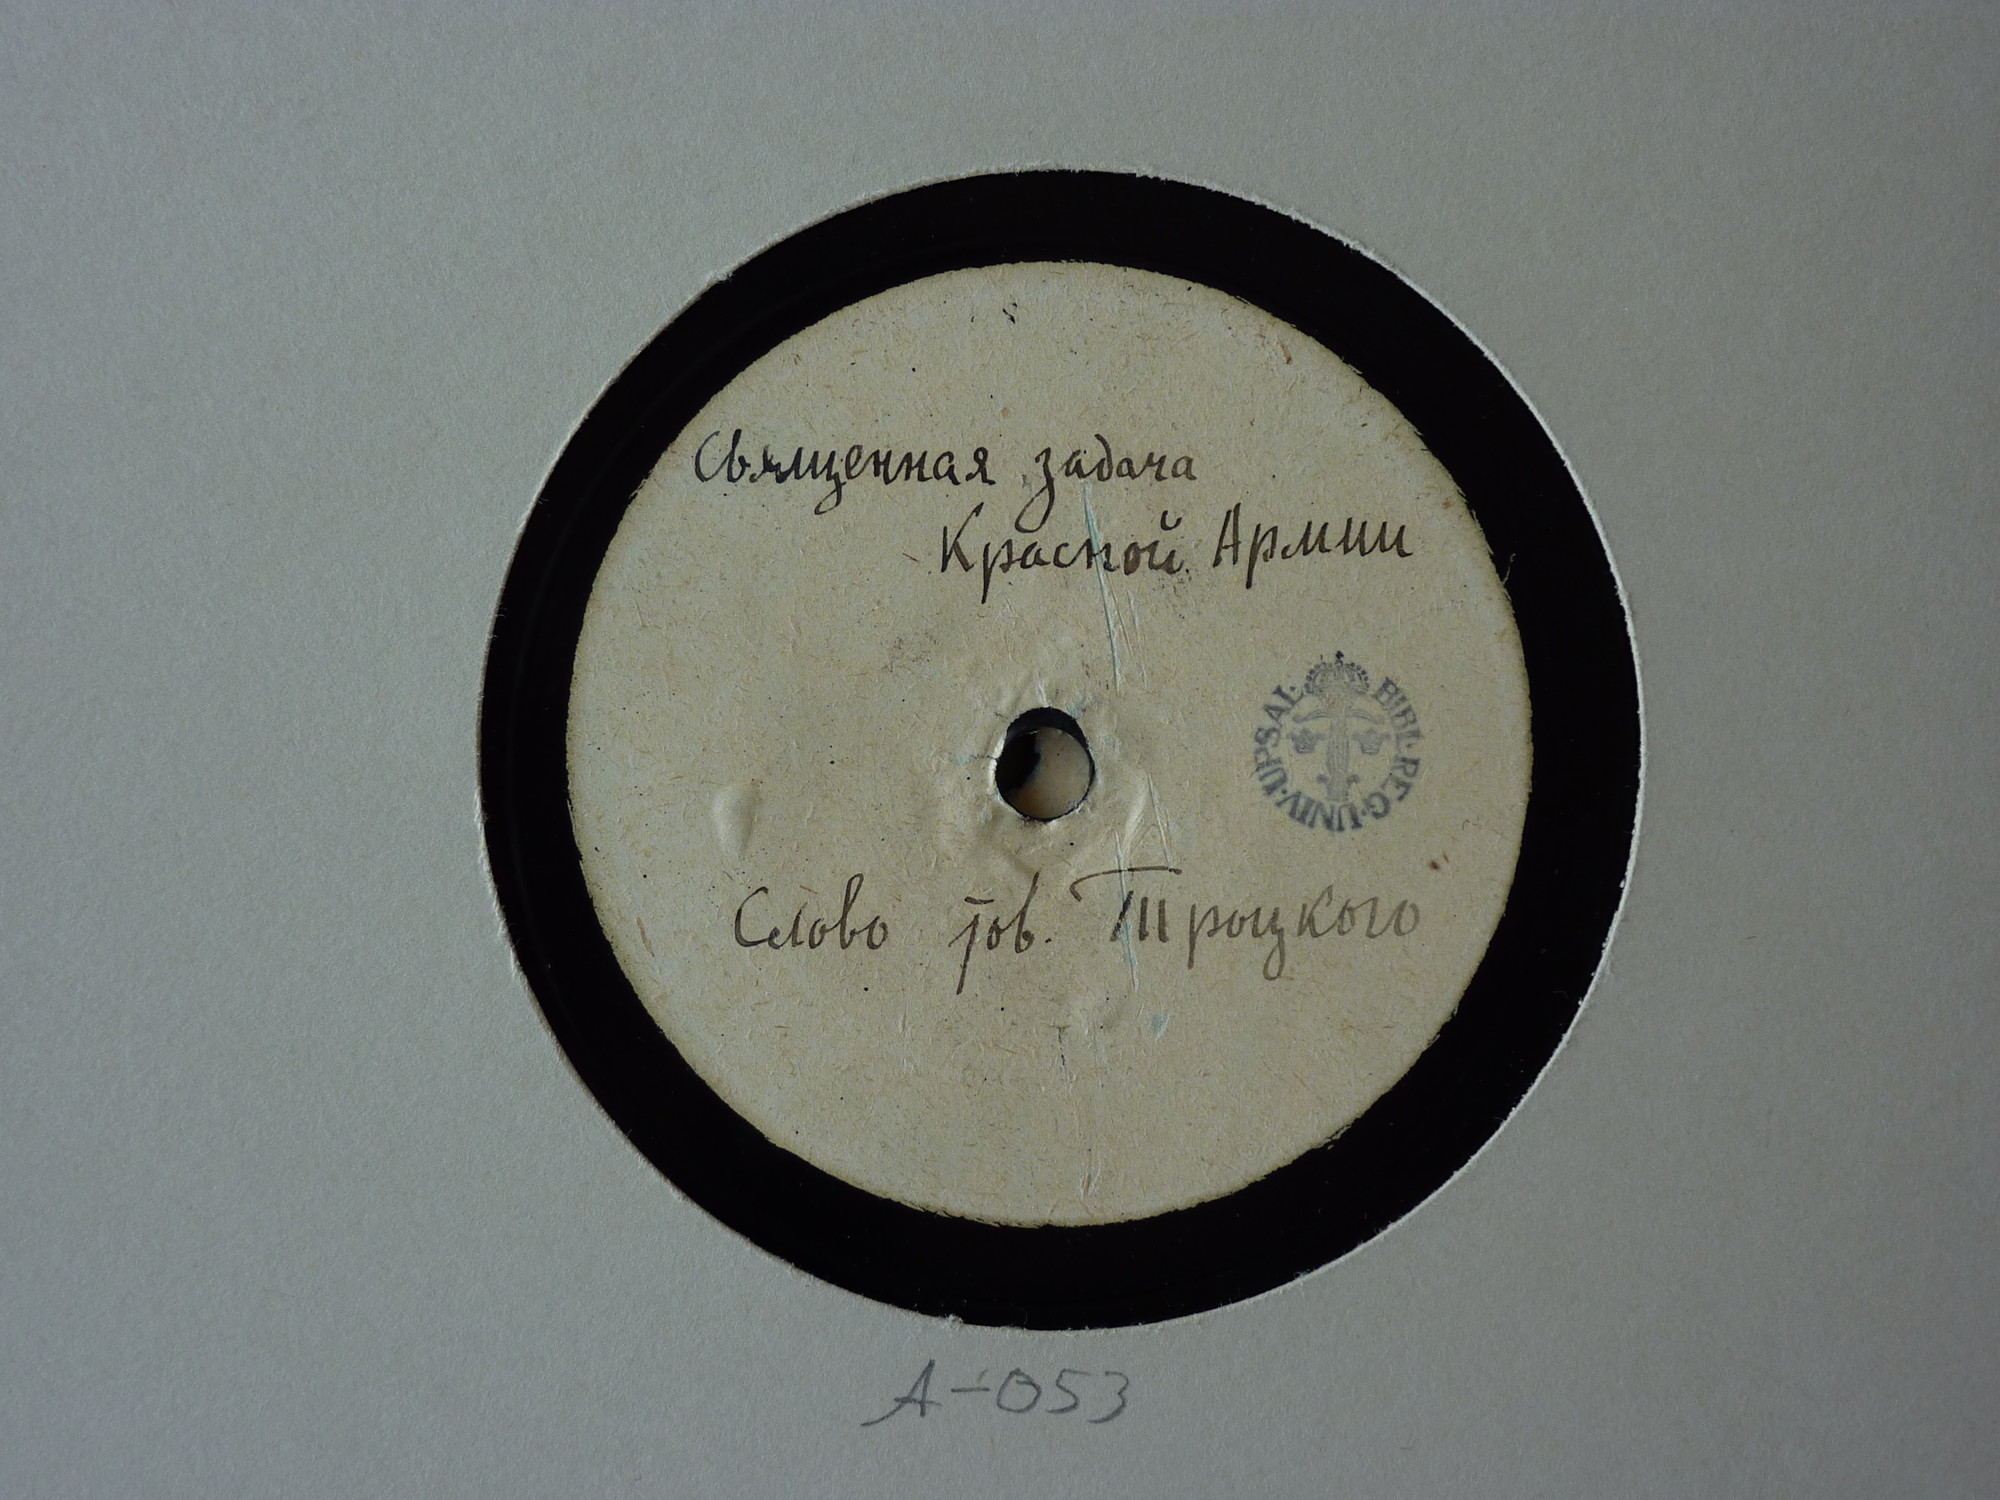 Священная задача
Красной Армии
BIBL·REG·UNIV·UPSAL·
Слово тов. Троцкого
A-053